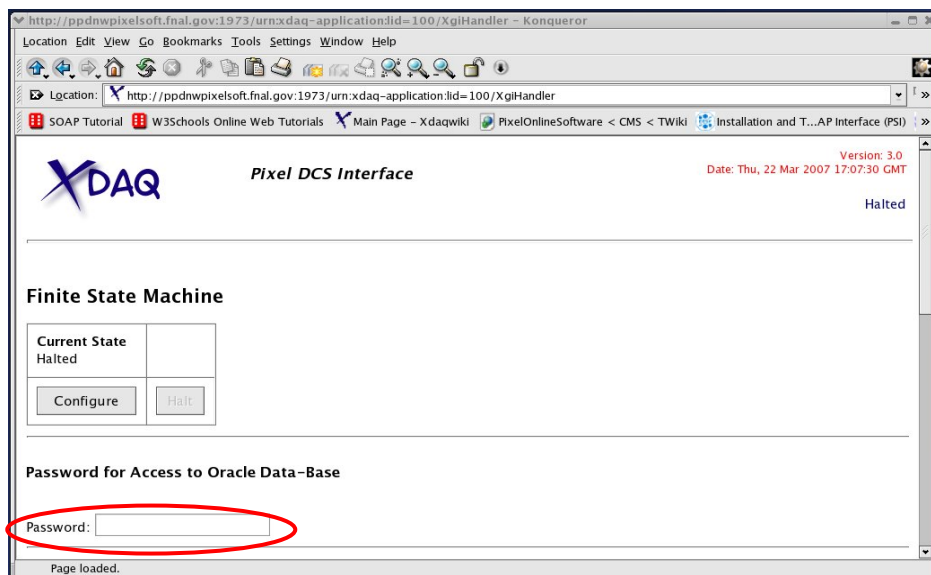 http://ppdnwpixelsoft.fnal.gov:1973/urn:xdaq-application:lid=100/XgiHandler - Konqueror
Location Edit View Go Bookmarks Tools Settings Window Help
Location: http://ppdnwpixelsoft.fnal.gov:1973/urn:xdaq-application:lid=100/XgiHandler
SOAP Tutorial W3Schools Online Web Tutorials Main Page - Xdaqwiki PixelOnlineSoftware < CMS < TWiki Installation and T...AP Interface (PSI) »
XDAQ
Pixel DCS Interface
Version: 3.0
Date: Thu, 22 Mar 2007 17:07:30 GMT
Halted
Finite State Machine
Current State
Halted
Configure Halt
Password for Access to Oracle Data-Base
Password:
Page loaded.